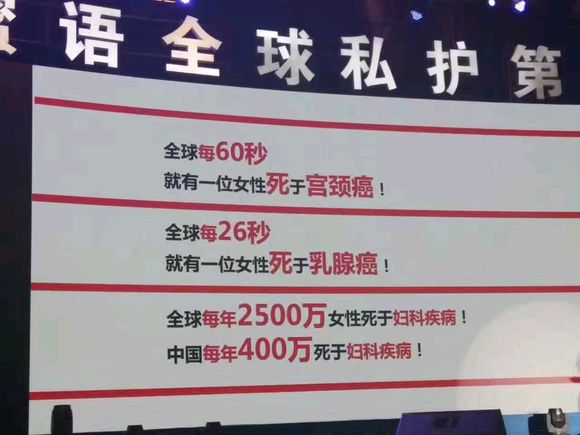 蜜语全球私护第
全球每60秒
就有一位女性死于宫颈癌!
全球每26秒
就有一位女性死于乳腺癌!
全球每年2500万女性死于妇科疾病!
中国每年400万死于妇科疾病!